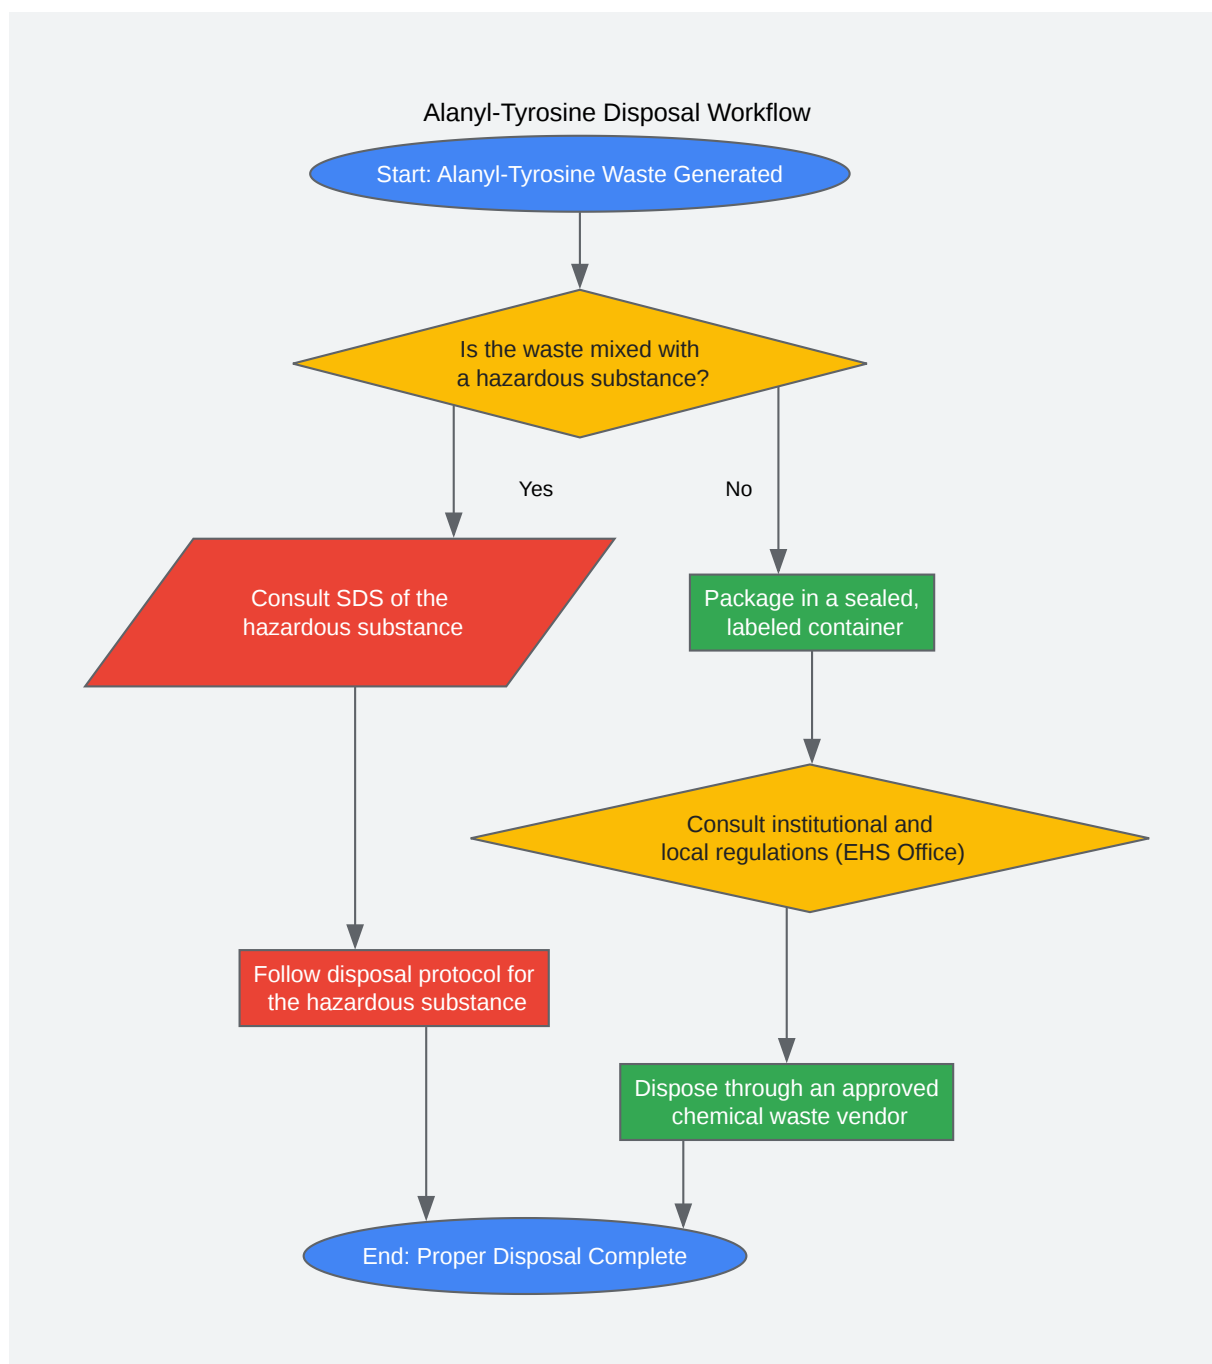 Alanyl-Tyrosine Disposal Workflow
Start: Alanyl-Tyrosine Waste Generated
Is the waste mixed with
a hazardous substance?
Yes
No
Consult SDS of the
hazardous substance
Package in a sealed,
labeled container
Consult institutional and
local regulations (EHS Office)
Follow disposal protocol for
the hazardous substance
Dispose through an approved
chemical waste vendor
End: Proper Disposal Complete